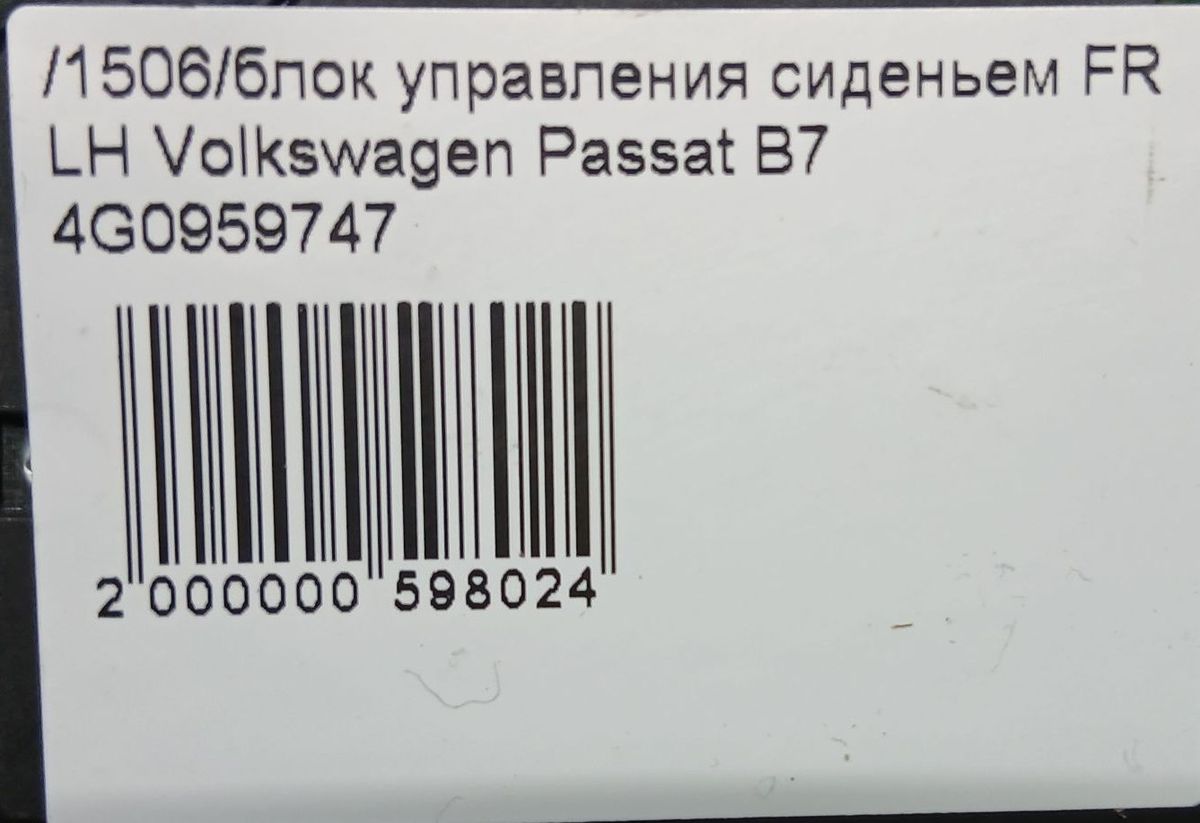 /1506/блок управления сиденьем FR
LH Volkswagen Passat B7
4G0959747
2 000000 598024